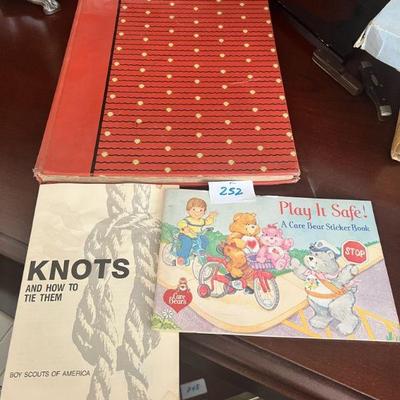 252
KNOTS
AND HOW TO
TIE THEM
BOY SCOUTS OF AMERICA
Play It Safe!
A Care Bear Sticker Book
STOP
Care
Bears
248